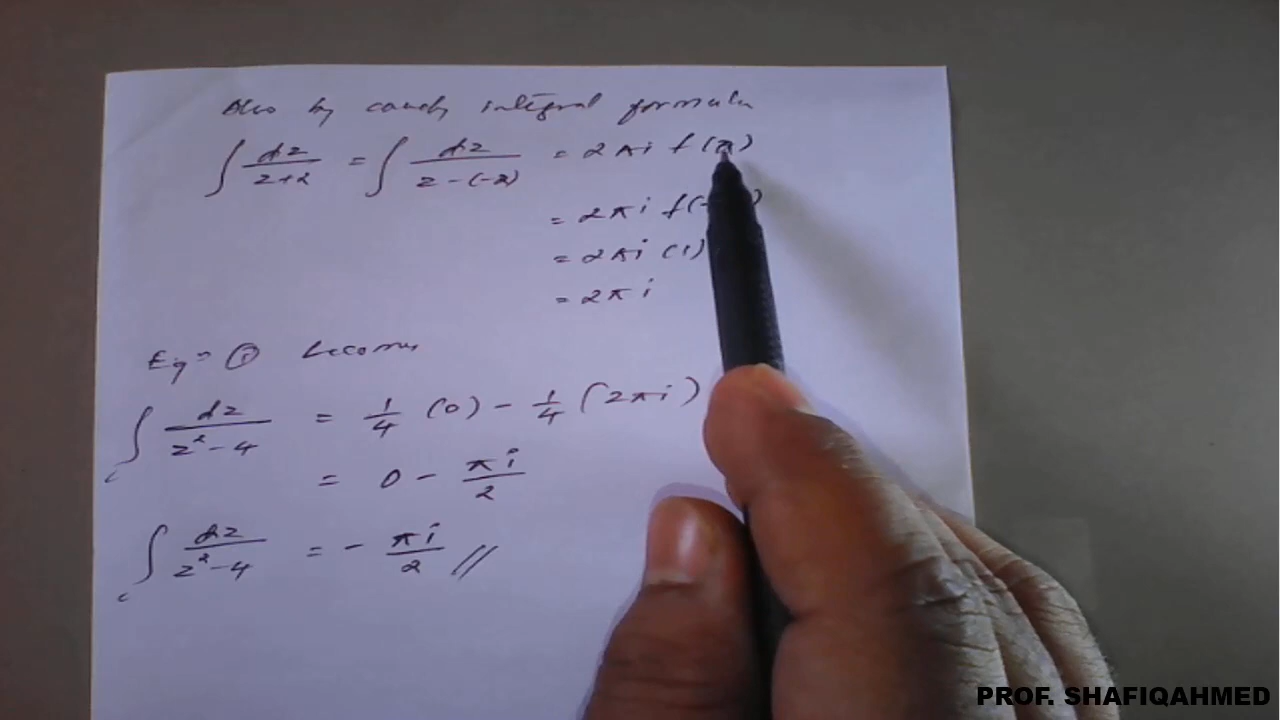 Also by cauchy integral formula
∫ dz/(z+2) = ∫ dz/(z-(-2)) = 2πi f(a)
= 2πi f(-
= 2πi (1)
= 2πi
Eq⁼ ① becomes
∫c dz/(z²-4) = 1/4 (0) - 1/4 (2πi)
= 0 - πi/2
∫c dz/(z²-4) = - πi/2 //
PROF. SHAFIQAHMED